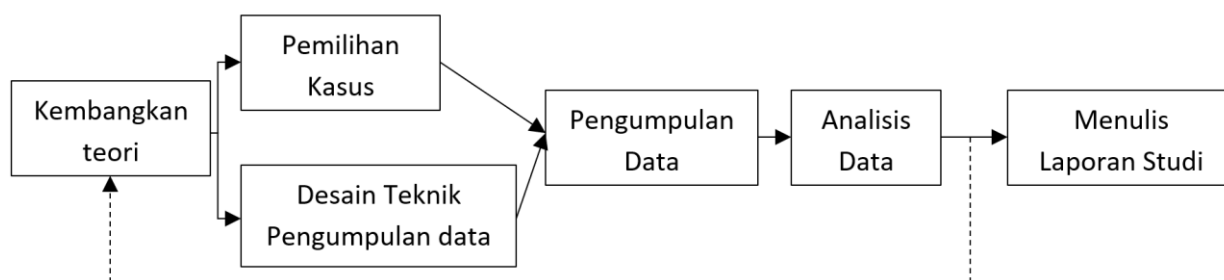 Kembangkan
teori
Pemilihan
Kasus
Desain Teknik
Pengumpulan data
Pengumpulan
Data
Analisis
Data
Menulis
Laporan Studi